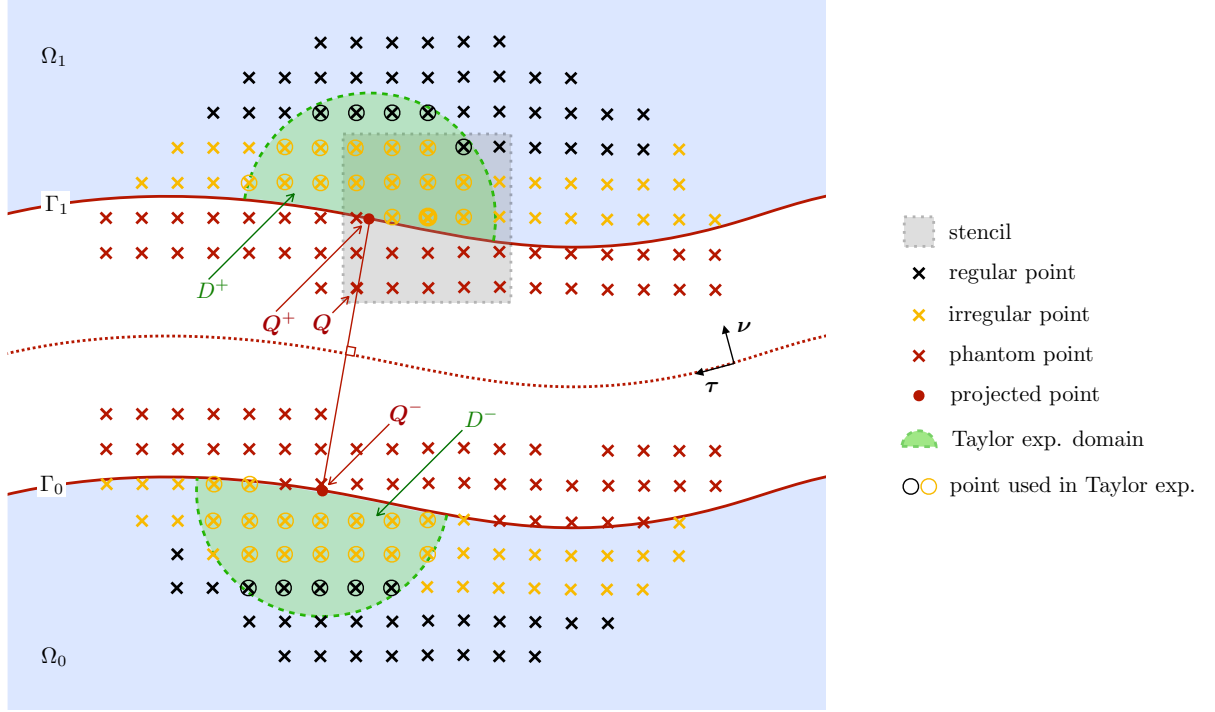 Ω₁
Γ₁
D⁺
Q⁺
Q
ν
τ
Q⁻
D⁻
Γ₀
Ω₀
stencil
regular point
irregular point
phantom point
projected point
Taylor exp. domain
point used in Taylor exp.